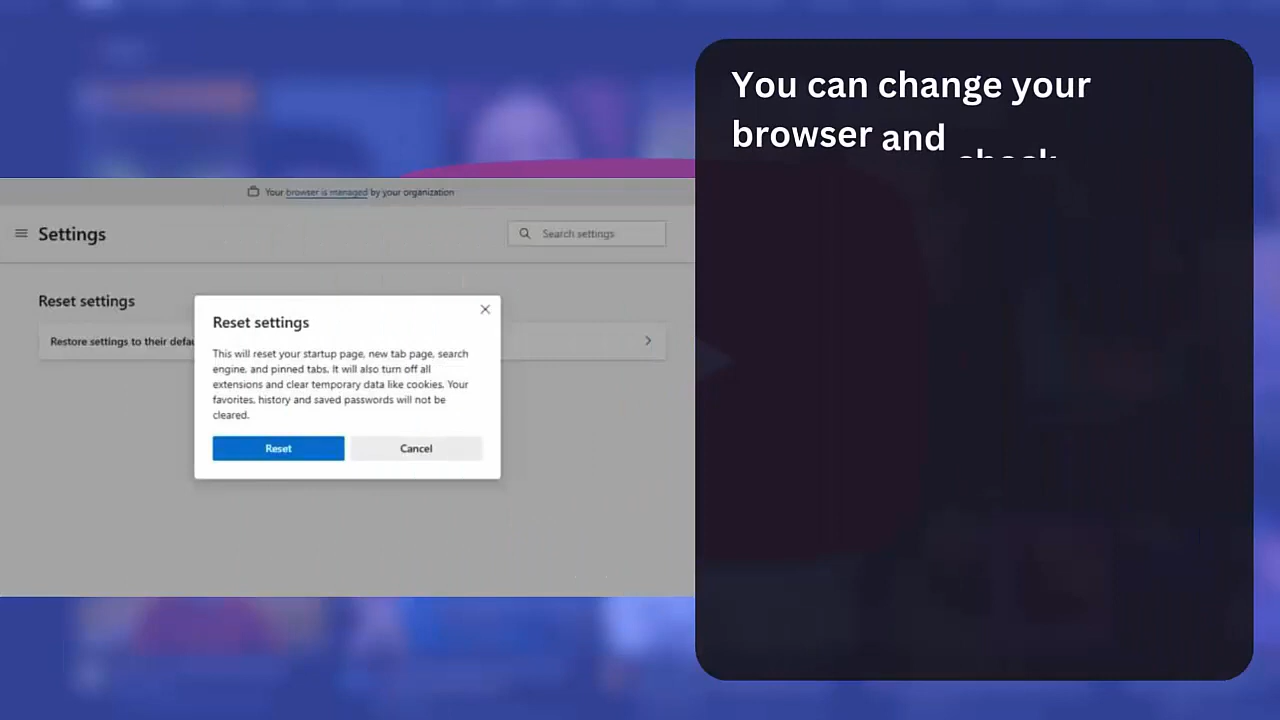 You can change your
browser and check
Your browser is managed by your organization
Settings
Search settings
Reset settings
Restore settings to their defau
Reset settings
This will reset your startup page, new tab page, search
engine, and pinned tabs. It will also turn off all
extensions and clear temporary data like cookies. Your
favorites, history and saved passwords will not be
cleared.
Reset
Cancel